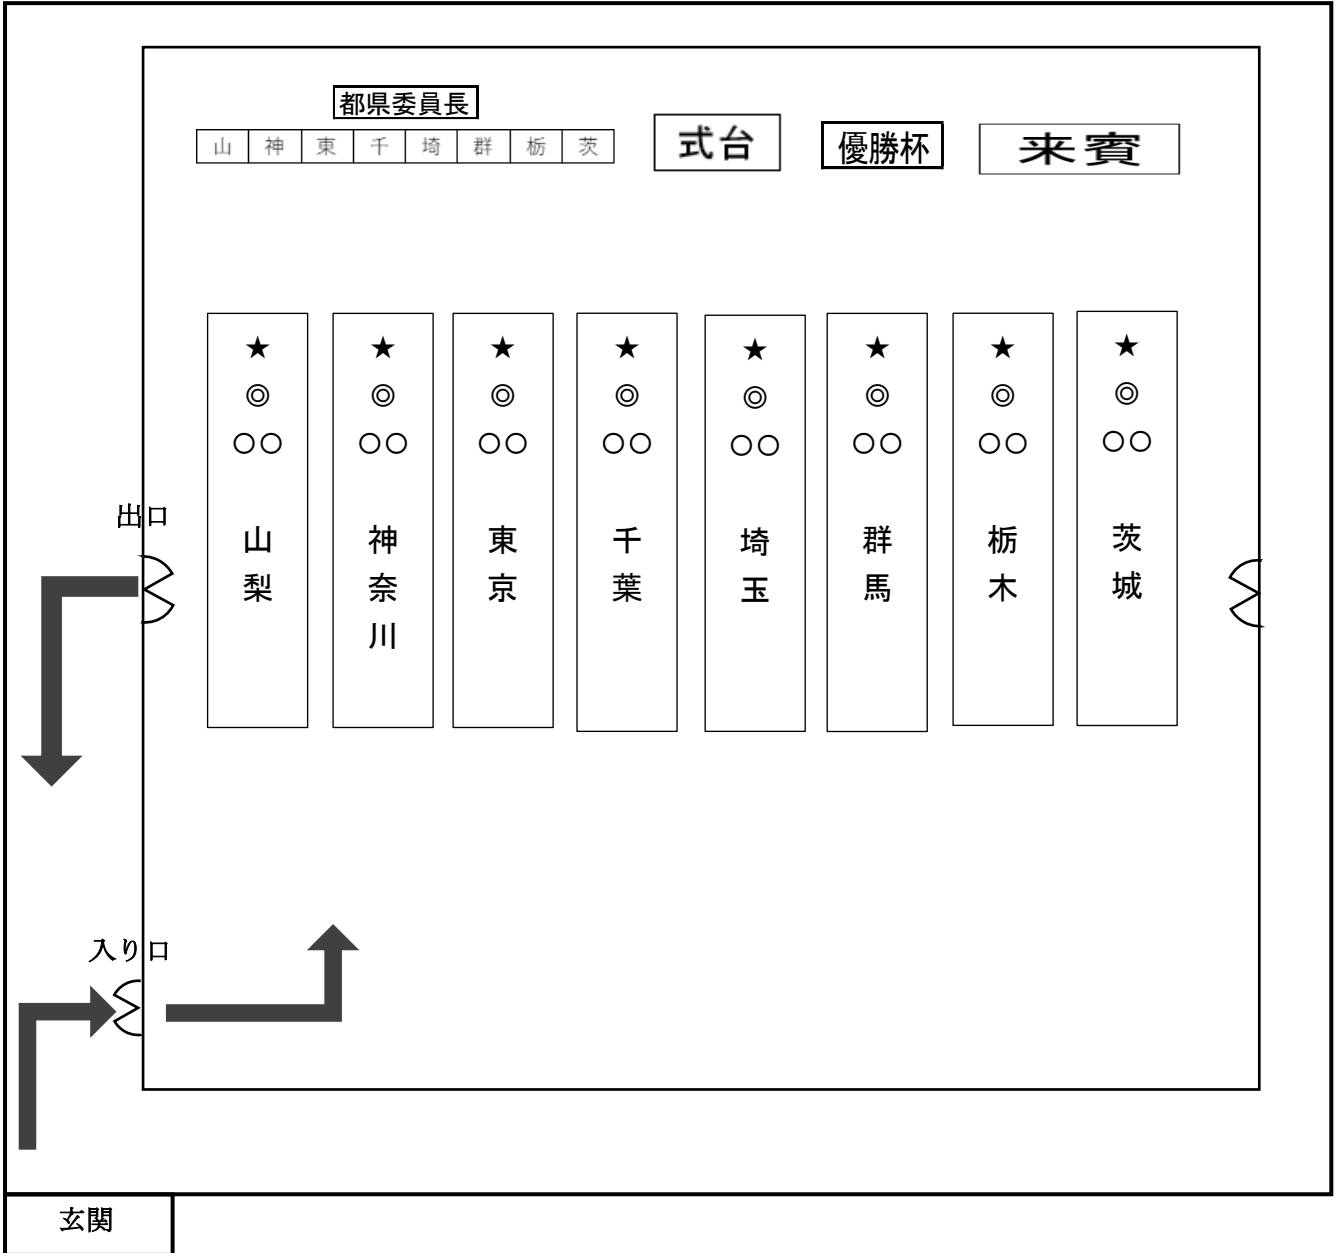 都県委員長
山 神 東 千 埼 群 栃 茨
式台
優勝杯
来賓
★ ★ ★ ★ ★ ★ ★ ★
◎ ◎ ◎ ◎ ◎ ◎ ◎ ◎
○○ ○○ ○○ ○○ ○○ ○○ ○○ ○○
山梨
神奈川
東京
千葉
埼玉
群馬
栃木
茨城
出口
入り口
玄関